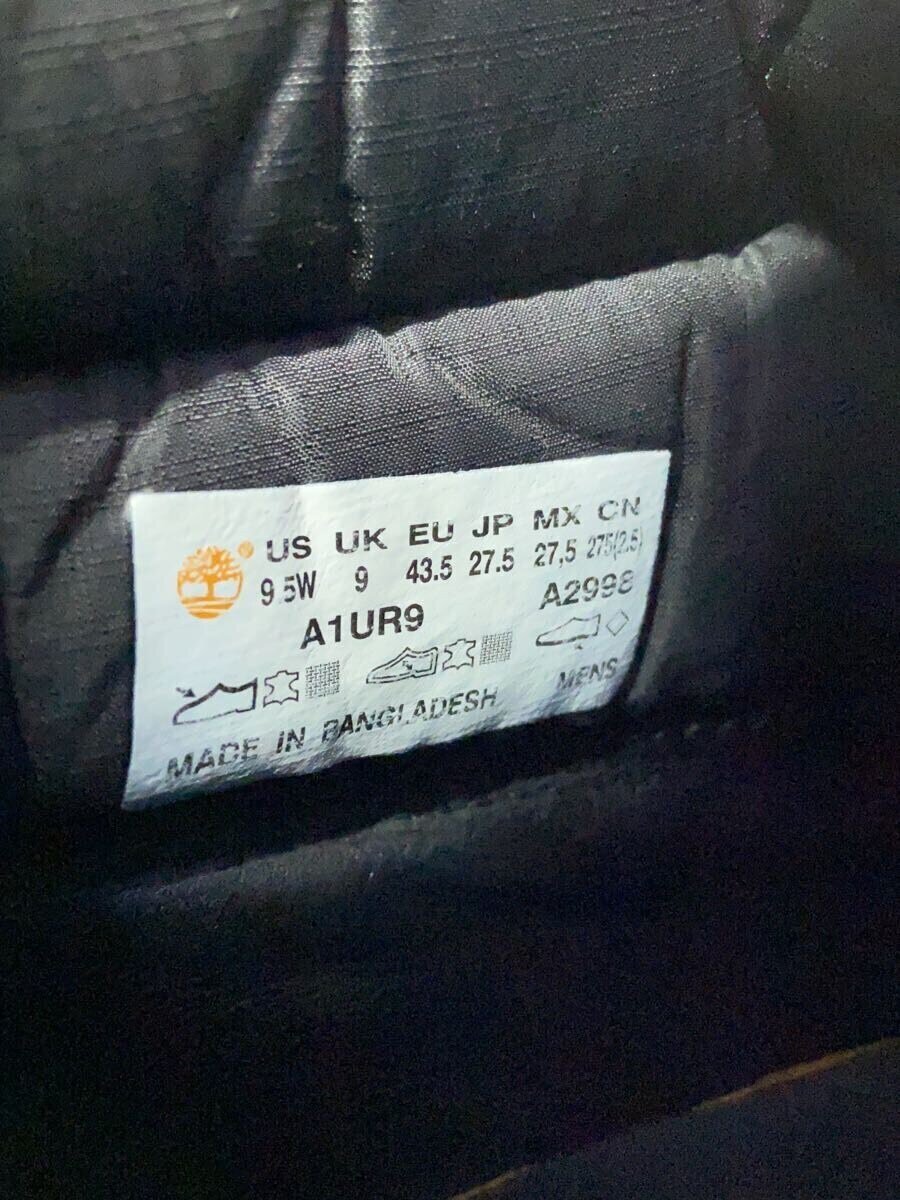 ®
US UK EU JP MX CN
9.5W 9 43.5 27.5 27,5 275(2.5)
A1UR9 A2998
MADE IN BANGLADESH MENS